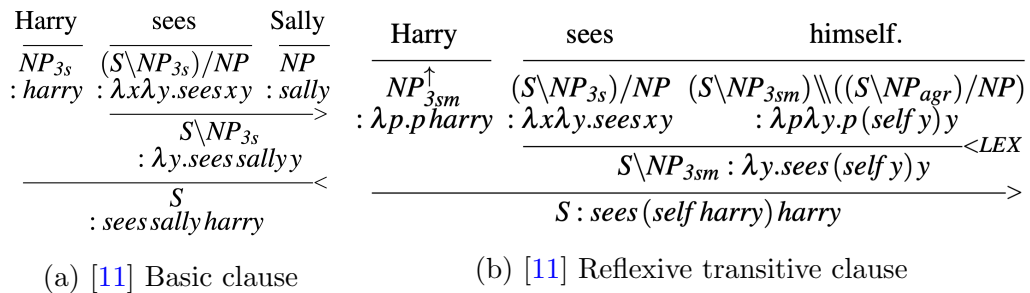 Harry sees Sally
NP₃ₛ (S\NP₃ₛ)/NP NP
: harry : λxλy.sees x y : sally
>
S\NP₃ₛ
: λy.sees sally y
<
S
: sees sally harry
(a) [11] Basic clause
Harry sees himself.
NP↑₃ₛₘ (S\NP₃ₛ)/NP (S\NP₃ₛₘ)\\((S\NP_agr)/NP)
: λp.p harry : λxλy.sees x y : λpλy.p (self y) y
<LEX
S\NP₃ₛₘ : λy.sees (self y) y
>
S : sees (self harry) harry
(b) [11] Reflexive transitive clause